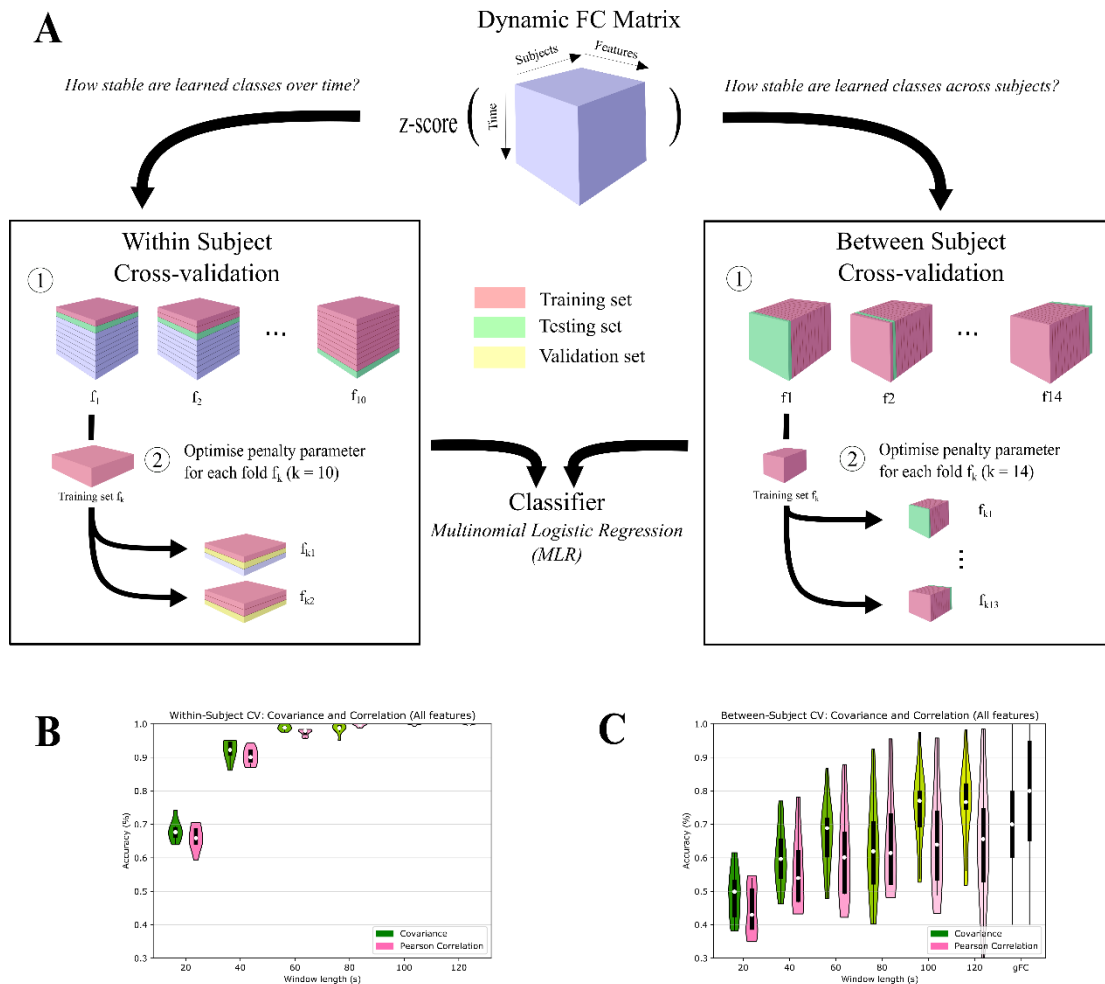 A
Dynamic FC Matrix
Subjects
Features
How stable are learned classes over time?
How stable are learned classes across subjects?
z-score ( )
Time
Within Subject
Cross-validation
1
...
f1
f2
f10
2 Optimise penalty parameter
for each fold fk (k = 10)
Training set fk
fk1
fk2
Training set
Testing set
Validation set
Classifier
Multinomial Logistic Regression
(MLR)
Between Subject
Cross-validation
1
...
f1
f2
f14
2 Optimise penalty parameter
for each fold fk (k = 14)
Training set fk
fk1
⋮
fk13
B
Within-Subject CV: Covariance and Correlation (All features)
Accuracy (%)
1.0
0.9
0.8
0.7
0.6
0.5
0.4
0.3
Covariance
Pearson Correlation
20 40 60 80 100 120
Window length (s)
C
Between-Subject CV: Covariance and Correlation (All features)
Accuracy (%)
1.0
0.9
0.8
0.7
0.6
0.5
0.4
0.3
Covariance
Pearson Correlation
20 40 60 80 100 120 gFC
Window length (s)